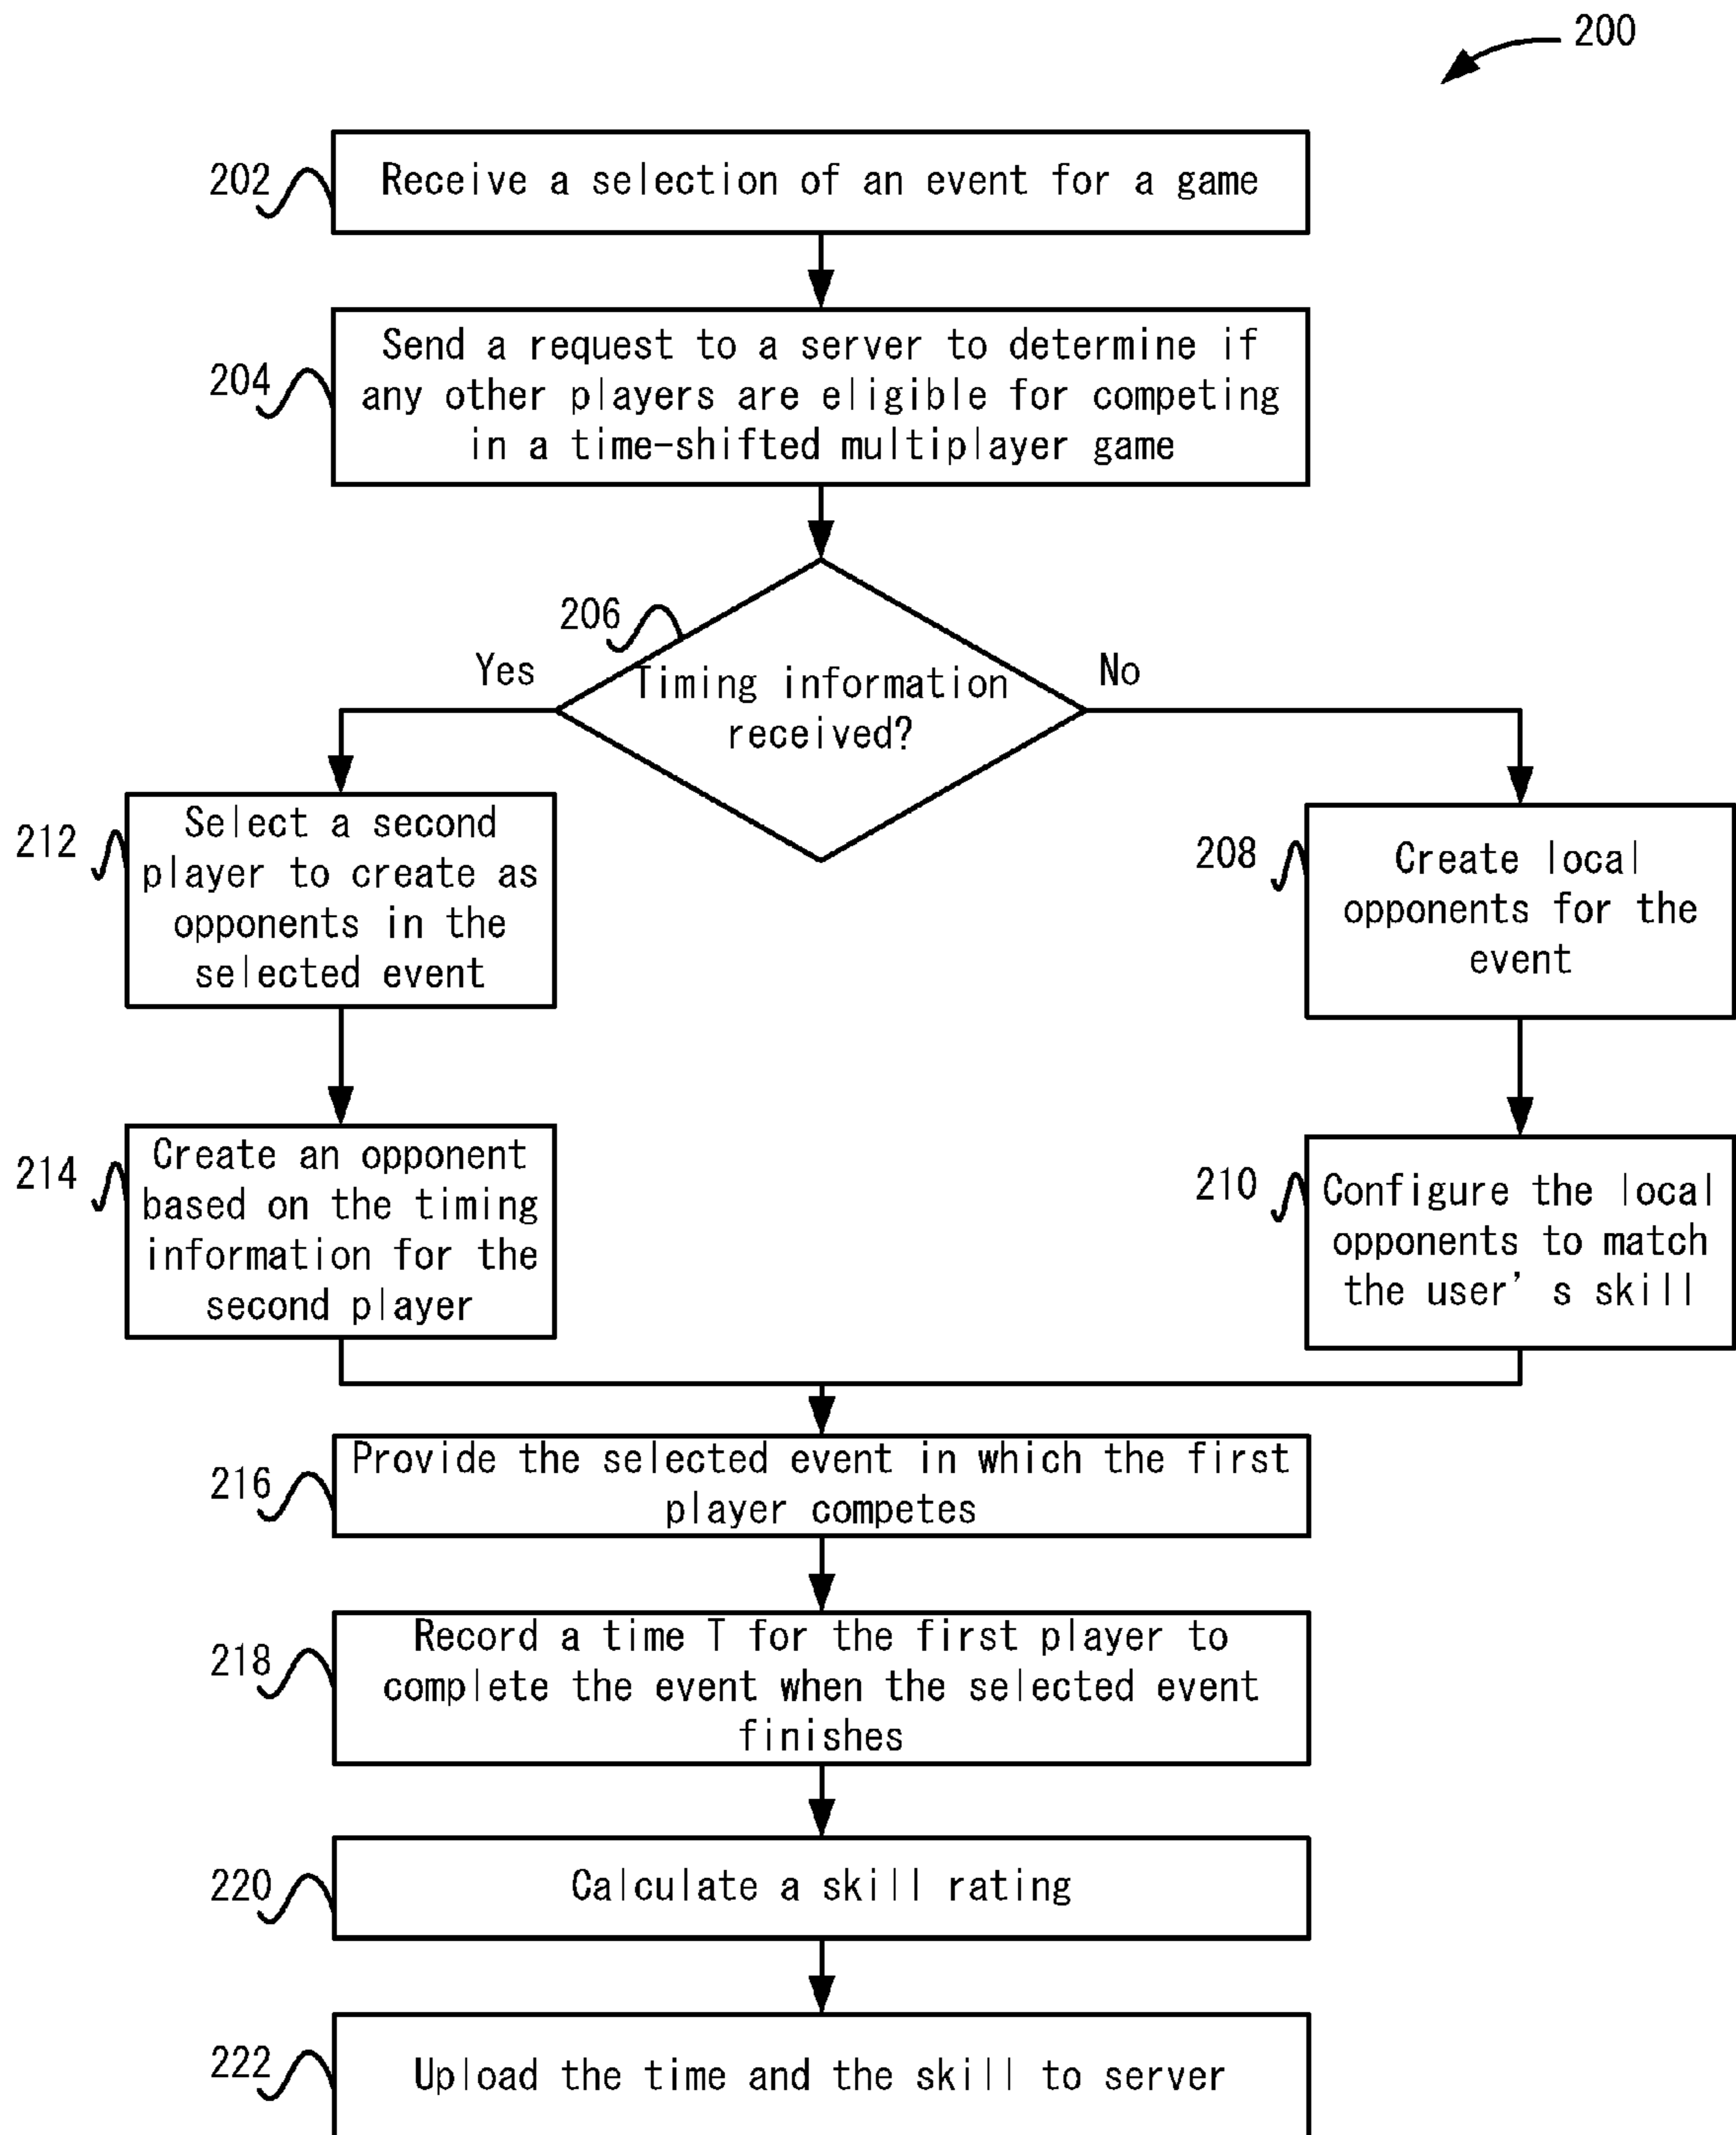 200
202
Receive a selection of an event for a game
204
Send a request to a server to determine if
any other players are eligible for competing
in a time-shifted multiplayer game
206
Yes
No
Timing information
received?
212
Select a second
player to create as
opponents in the
selected event
208
Create local
opponents for the
event
214
Create an opponent
based on the timing
information for the
second player
210
Configure the local
opponents to match
the user's skill
216
Provide the selected event in which the first
player competes
218
Record a time T for the first player to
complete the event when the selected event
finishes
220
Calculate a skill rating
222
Upload the time and the skill to server